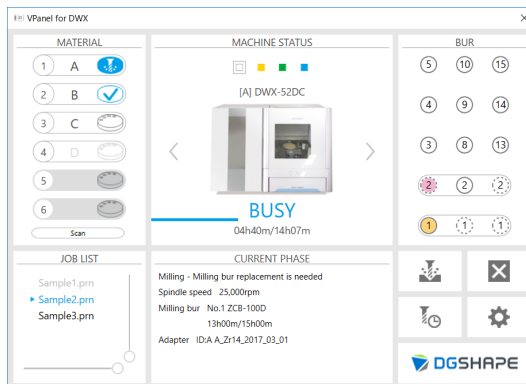 VPanel for DWX
MATERIAL
1 A
2 B
3 C
4 D
5
6
Scan
MACHINE STATUS
[A] DWX-52DC
BUSY
04h40m/14h07m
BUR
5 10 15
4 9 14
3 8 13
2 2 2
1 1 1
JOB LIST
Sample1.prn
Sample2.prn
Sample3.prn
CURRENT PHASE
Milling - Milling bur replacement is needed
Spindle speed 25,000rpm
Milling bur No.1 ZCB-100D
13h00m/15h00m
Adapter ID:A A_Zr14_2017_03_01
DGSHAPE